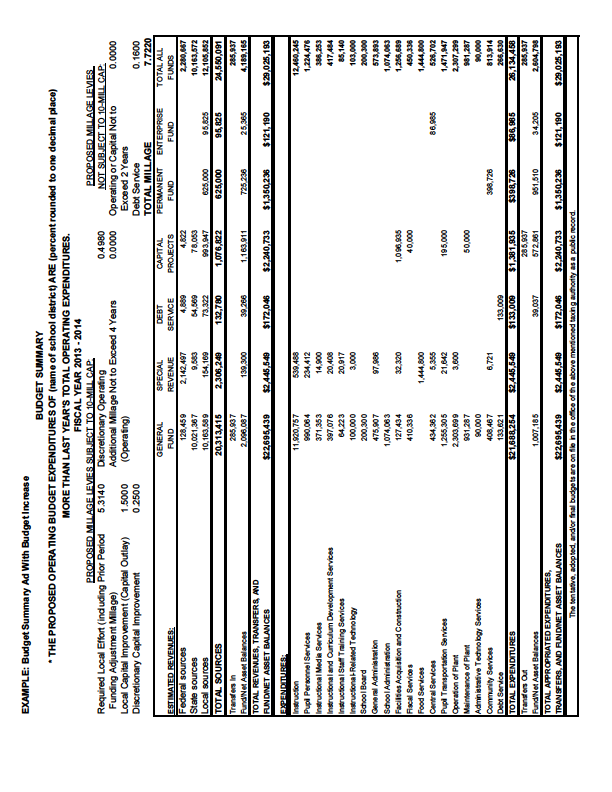 EXAMPLE: Budget Summary Ad With Budget Increase
BUDGET SUMMARY
* THE PROPOSED OPERATING BUDGET EXPENDITURES OF (name of school district) ARE (percent rounded to one decimal place)
MORE THAN LAST YEAR'S TOTAL OPERATING EXPENDITURES.
FISCAL YEAR 2013 - 2014
PROPOSED MILLAGE LEVIES SUBJECT TO 10-MILL CAP: PROPOSED MILLAGE LEVIES
NOT SUBJECT TO 10-MILL CAP:
Required Local Effort (including Prior Period 5.3140 Discretionary Operating 0.4980 Operating or Capital Not to 0.0000
Funding Adjustment Millage) Additional Millage Not to Exceed 4 Years 0.0000 Exceed 2 Years
Local Capital Improvement (Capital Outlay) 1.5000 (Operating) Debt Service 0.1600
Discretionary Capital Improvement 0.2500 TOTAL MILLAGE 7.7220
GENERAL SPECIAL DEBT CAPITAL PERMANENT ENTERPRISE TOTAL ALL
ESTIMATED REVENUES: FUND REVENUE SERVICE PROJECTS FUND FUND FUNDS
Federal sources 128,459 2,142,497 4,889 4,822 2,280,667
State sources 10,021,367 9,583 54,569 78,053 10,163,572
Local sources 10,163,589 154,169 73,322 993,947 625,000 95,825 12,105,852
TOTAL SOURCES 20,313,415 2,306,249 132,780 1,076,822 625,000 95,825 24,550,091
Transfers In 285,937 285,937
Fund/Net Asset Balances 2,096,087 139,300 39,266 1,163,911 725,236 25,365 4,189,165
TOTAL REVENUES, TRANSFERS, AND
FUND/NET ASSET BALANCES $22,695,439 $2,445,549 $172,046 $2,240,733 $1,350,236 $121,190 $29,025,193
EXPENDITURES:
Instruction 11,920,757 539,488 12,460,245
Pupil Personnel Services 990,064 234,412 1,224,476
Instructional Media Services 371,353 14,900 386,253
Instructional and Curriculum Development Services 397,076 20,408 417,484
Instructional Staff Training Services 64,223 20,917 85,140
Instructional-Related Technology 100,000 3,000 103,000
School Board 200,300 200,300
General Administration 475,907 97,986 573,893
School Administration 1,074,063 1,074,063
Facilities Acquisition and Construction 127,434 32,320 1,096,935 1,256,689
Fiscal Services 410,336 40,000 450,336
Food Services 1,444,800 1,444,800
Central Services 434,362 5,355 86,985 526,702
Pupil Transportation Services 1,255,305 21,642 195,000 1,471,947
Operation of Plant 2,303,699 3,600 2,307,299
Maintenance of Plant 931,287 50,000 981,287
Administrative Technology Services 90,000 90,000
Community Services 408,467 6,721 398,726 813,914
Debt Service 133,621 133,009 266,630
TOTAL EXPENDITURES $21,688,254 $2,445,549 $133,009 $1,381,935 $398,726 $86,985 26,134,458
Transfers Out 285,937 285,937
Fund/Net Asset Balances 1,007,185 39,037 572,861 951,510 34,205 2,604,798
TOTAL APPROPRIATED EXPENDITURES,
TRANSFERS, AND FUND/NET ASSET BALANCES $22,695,439 $2,445,549 $172,046 $2,240,733 $1,350,236 $121,190 $29,025,193
The tentative, adopted, and/or final budgets are on file in the office of the above mentioned taxing authority as a public record.